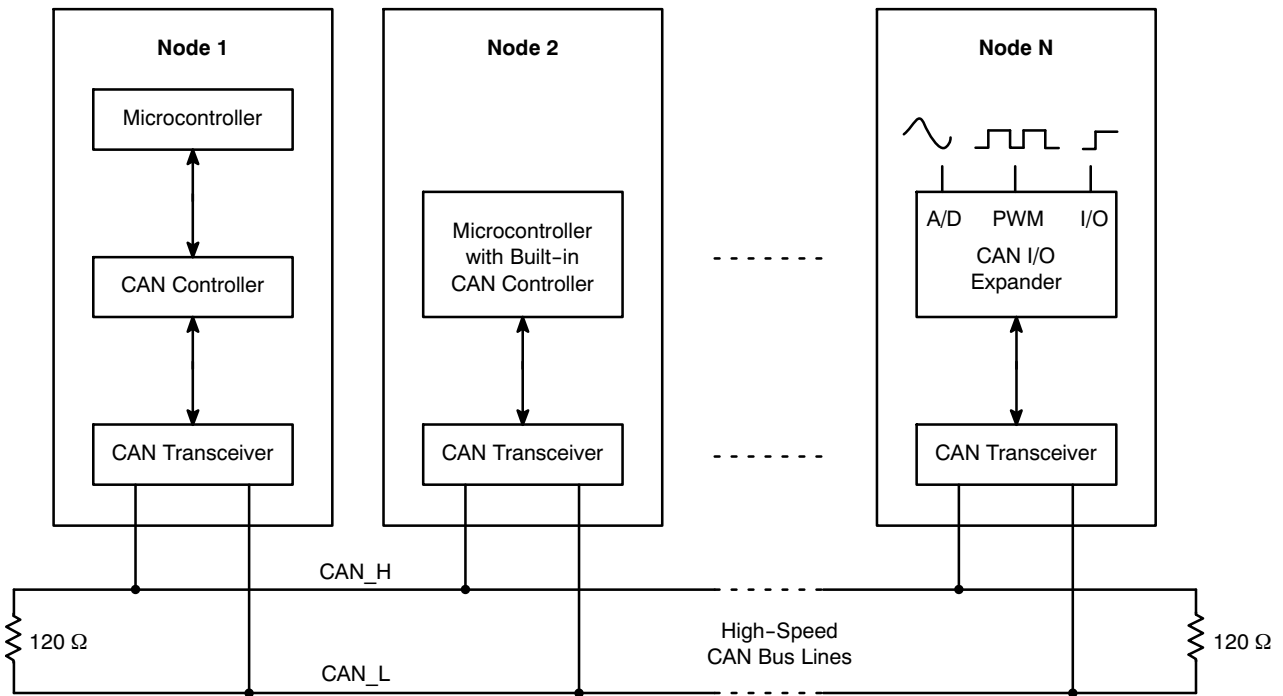 Node 1
Microcontroller
CAN Controller
CAN Transceiver
Node 2
Microcontroller
with Built-in
CAN Controller
CAN Transceiver
Node N
A/D PWM I/O
CAN I/O
Expander
CAN Transceiver
CAN_H
120 Ω
High-Speed
CAN Bus Lines
120 Ω
CAN_L